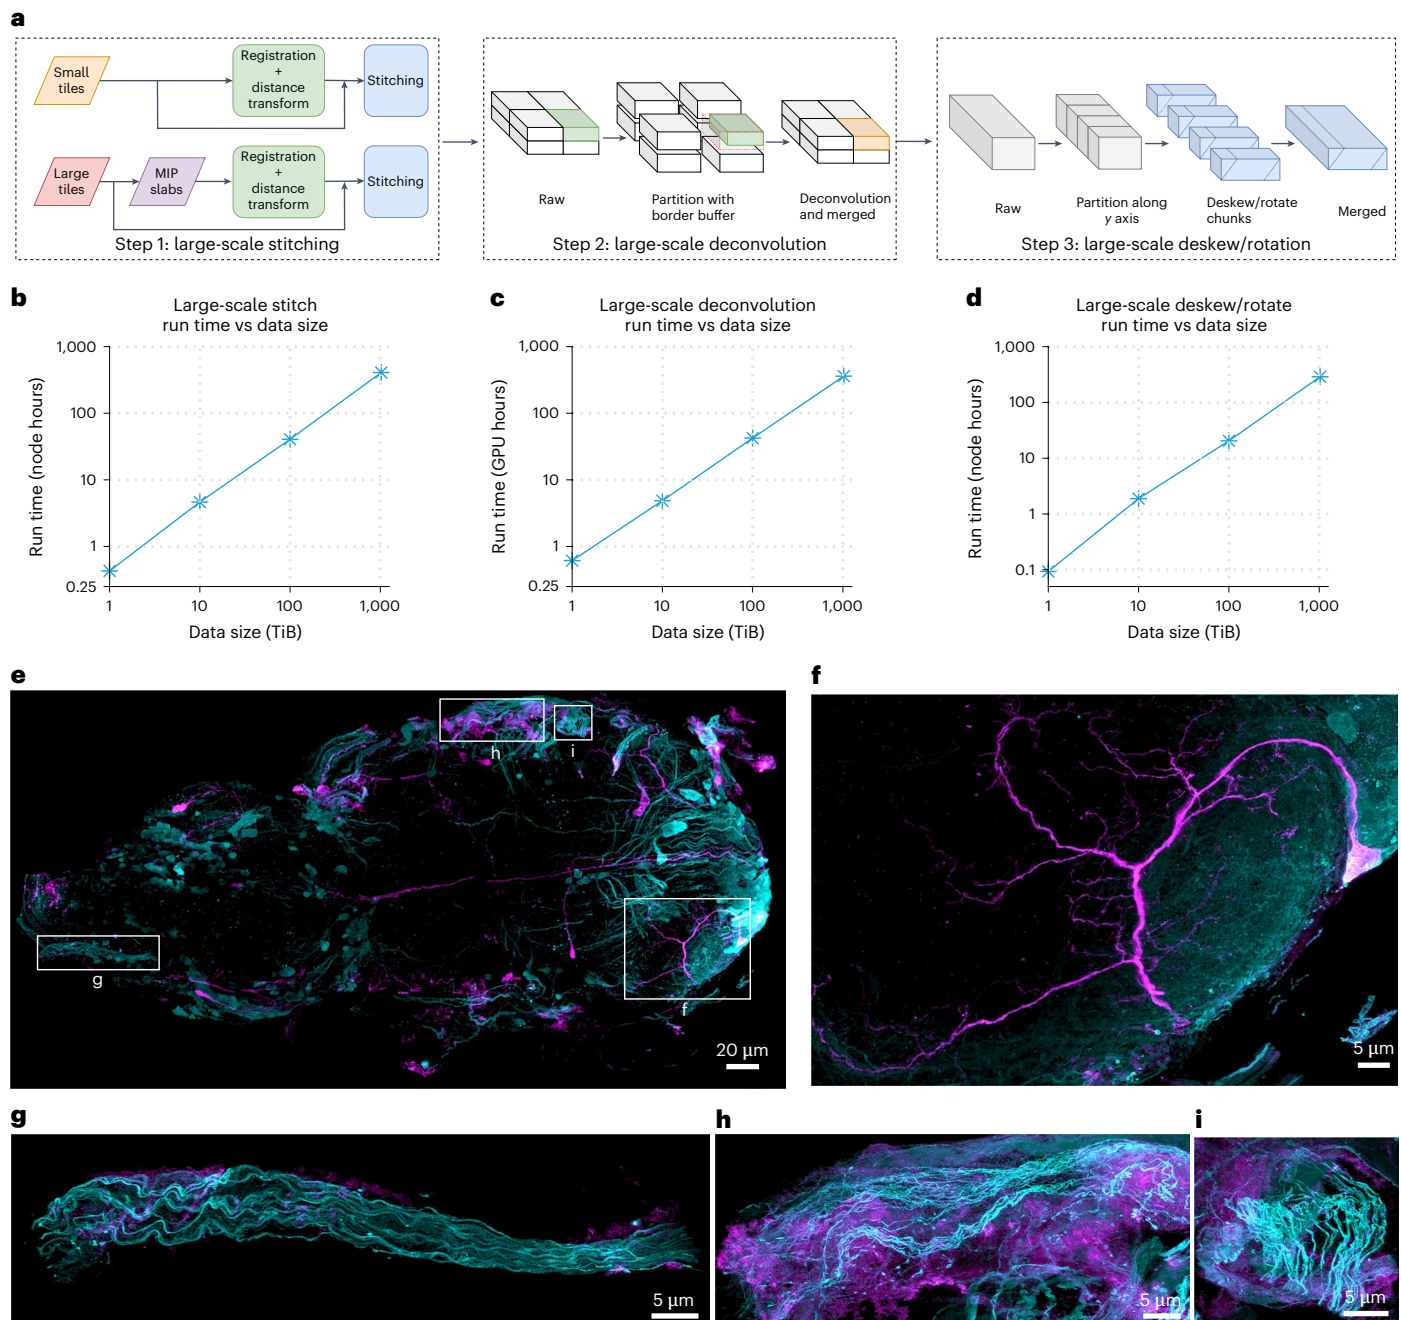 a
Small
tiles
Registration
+
distance
transform
Stitching
Large
tiles
MIP
slabs
Registration
+
distance
transform
Stitching
Step 1: large-scale stitching
Raw
Partition with
border buffer
Deconvolution
and merged
Step 2: large-scale deconvolution
Raw
Partition along
y axis
Deskew/rotate
chunks
Merged
Step 3: large-scale deskew/rotation
b
Large-scale stitch
run time vs data size
Run time (node hours)
1,000
100
10
1
0.25
1
10
100
1,000
Data size (TiB)
c
Large-scale deconvolution
run time vs data size
Run time (GPU hours)
1,000
100
10
1
0.25
1
10
100
1,000
Data size (TiB)
d
Large-scale deskew/rotate
run time vs data size
Run time (node hours)
1,000
100
10
1
0.1
1
10
100
1,000
Data size (TiB)
e
h
i
g
f
20 µm
f
5 µm
g
5 µm
h
5 µm
i
5 µm